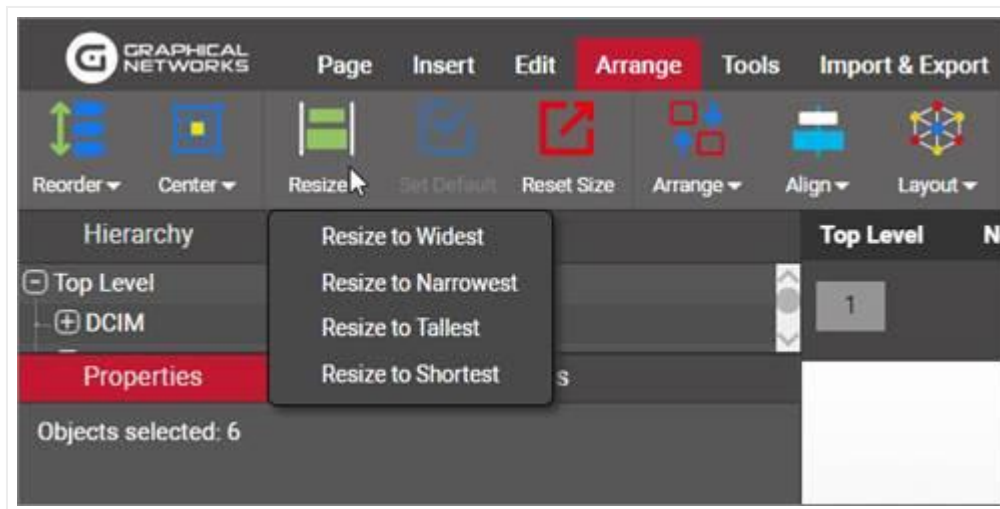 GRAPHICAL
NETWORKS
Page Insert Edit Arrange Tools Import & Export
Reorder Center Resize Set Default Reset Size Arrange Align Layout
Hierarchy
Resize to Widest
Top Level N
Top Level
Resize to Narrowest
1
DCIM
Resize to Tallest
Properties
Resize to Shortest
s
Objects selected: 6